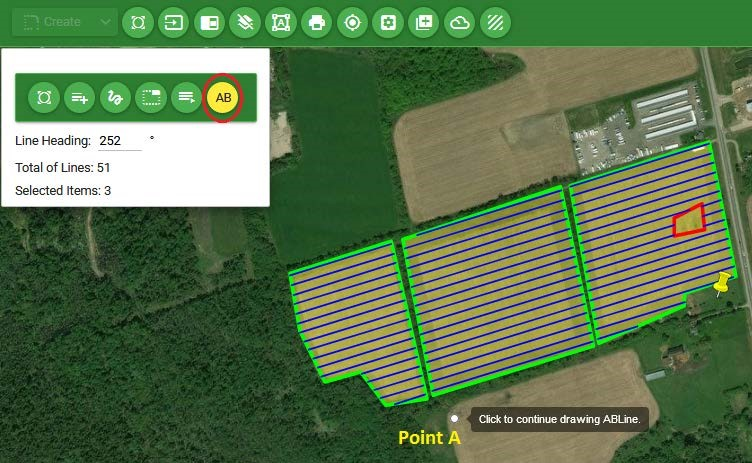 Create
A
AB
Line Heading: 252 °
Total of Lines: 51
Selected Items: 3
Click to continue drawing ABLine.
Point A